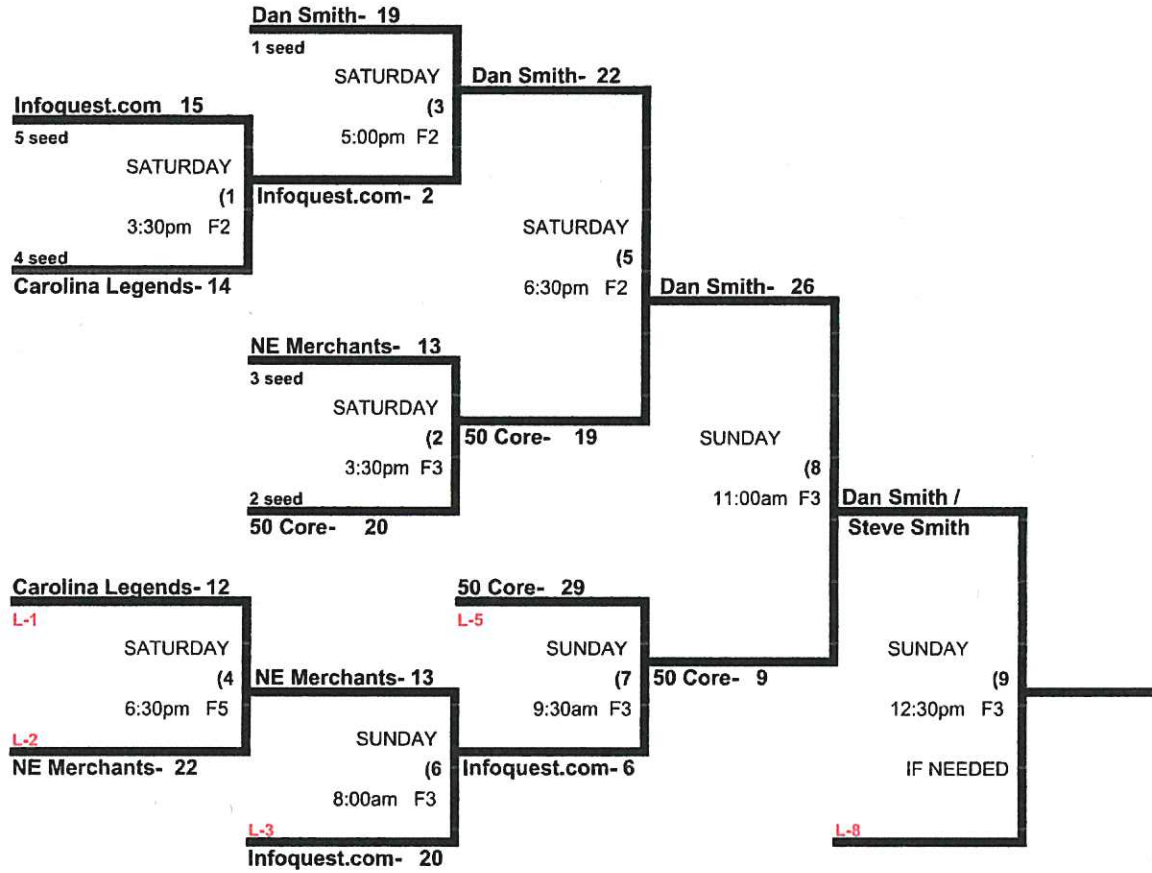 Dan Smith- 19
1 seed
SATURDAY
(3
5:00pm F2
Dan Smith- 22
Infoquest.com 15
5 seed
SATURDAY
(1
3:30pm F2
Infoquest.com- 2
4 seed
Carolina Legends- 14
SATURDAY
(5
6:30pm F2
Dan Smith- 26
NE Merchants- 13
3 seed
SATURDAY
(2
3:30pm F3
50 Core- 19
2 seed
50 Core- 20
SUNDAY
(8
11:00am F3
Dan Smith /
Steve Smith
Carolina Legends- 12
L-1
SATURDAY
(4
6:30pm F5
NE Merchants- 13
L-2
NE Merchants- 22
50 Core- 29
L-5
SUNDAY
(7
9:30am F3
50 Core- 9
SUNDAY
(6
8:00am F3
Infoquest.com- 6
L-3
Infoquest.com- 20
SUNDAY
(9
12:30pm F3
IF NEEDED
L-8